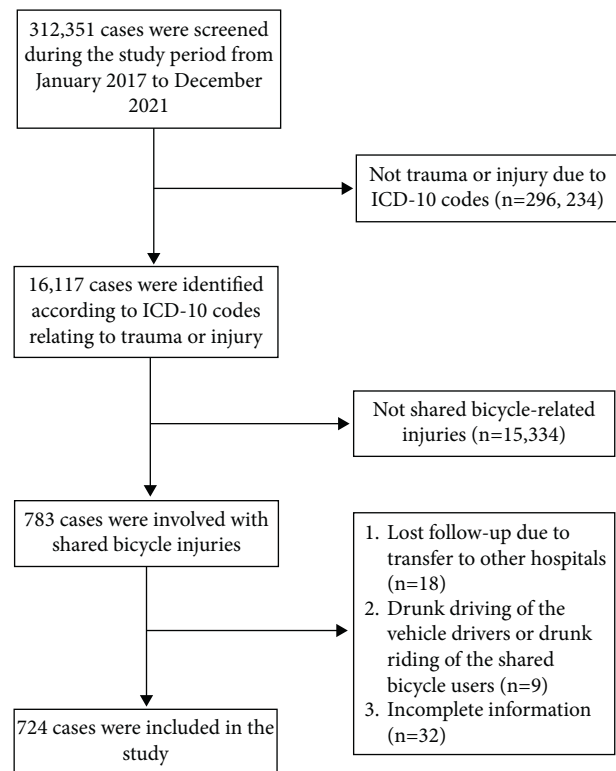 312,351 cases were screened
during the study period from
January 2017 to December
2021
Not trauma or injury due to
ICD-10 codes (n=296, 234)
16,117 cases were identified
according to ICD-10 codes
relating to trauma or injury
Not shared bicycle-related
injuries (n=15,334)
783 cases were involved with
shared bicycle injuries
1. Lost follow-up due to
transfer to other hospitals
(n=18)
2. Drunk driving of the
vehicle drivers or drunk
riding of the shared
bicycle users (n=9)
3. Incomplete information
(n=32)
724 cases were included in the
study